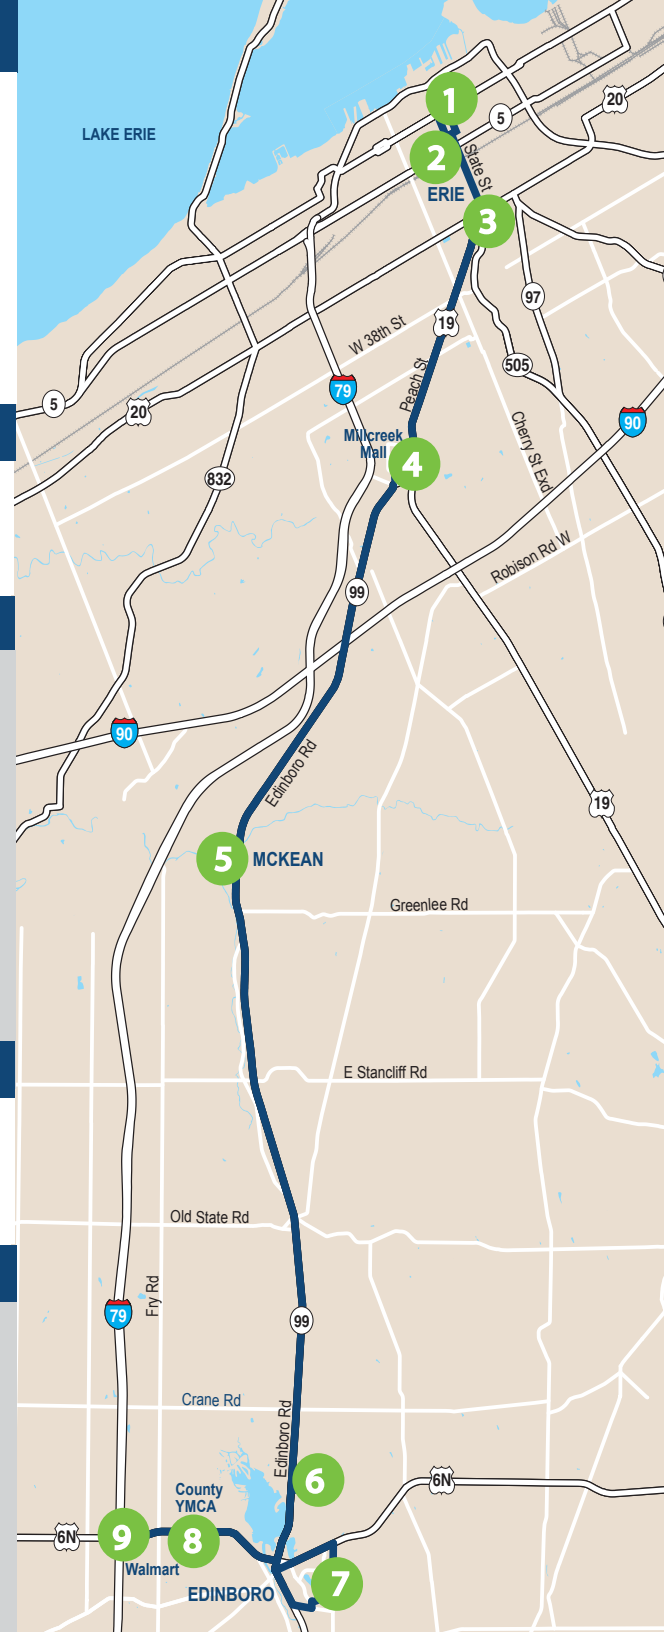 1
20
5
LAKE ERIE
2
State St
ERIE
3
97
19
W 38th St
505
79
Peach St
5
20
90
Cherry St Exd
Millcreek
Mall
4
832
Robison Rd W
99
90
Edinboro Rd
19
5
MCKEAN
Greenlee Rd
E Stancliff Rd
Old State Rd
Fry Rd
79
99
Crane Rd
Edinboro Rd
6
6N
County
YMCA
6N
9
8
Walmart
7
EDINBORO